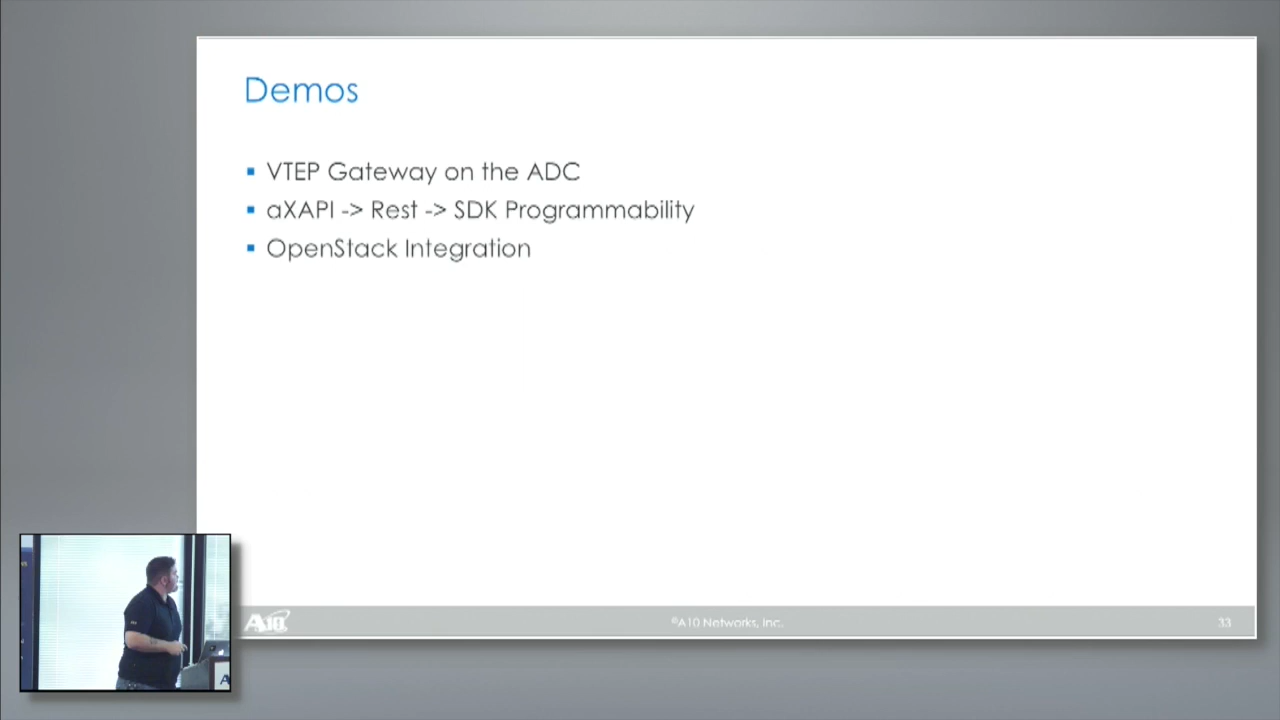 Demos
VTEP Gateway on the ADC
aXAPI -> Rest -> SDK Programmability
OpenStack Integration
A10
©A10 Networks, Inc.
33
A